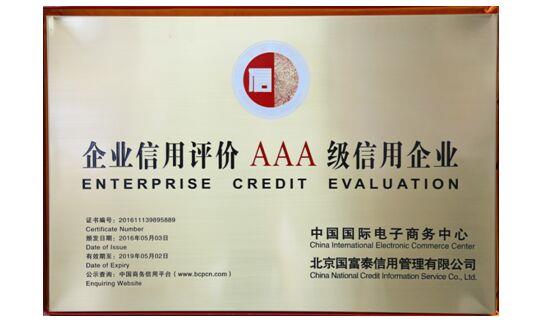 企业信用评价 AAA 级信用企业
ENTERPRISE CREDIT EVALUATION
证书编号: 201611139895889
Certificate Number
颁发日期: 2016年05月03日
Date of Issue
有效期至: 2019年05月02日
Date of Expiry
公示查询: 中国商务信用平台 (www.bcpcn.com)
Enquiring Website
中国国际电子商务中心
China International Electronic Commerce Center
北京国富泰信用管理有限公司
China National Credit Information Service Co., Ltd.